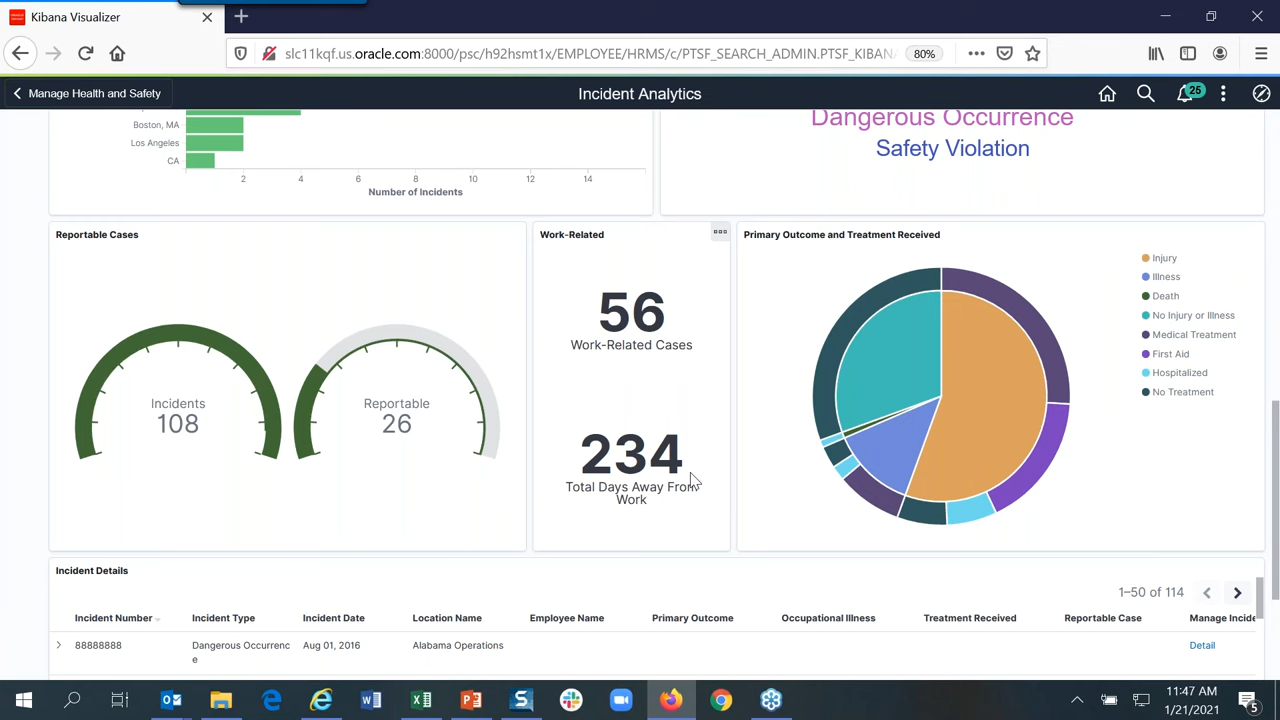 Kibana Visualizer
slc11kqf.us.oracle.com:8000/psc/h92hsmt1x/EMPLOYEE/HRMS/c/PTSF_SEARCH_ADMIN.PTSF_KIBANA
80%
Manage Health and Safety
Incident Analytics
25
Boston, MA
Los Angeles
CA
2 4 6 8 10 12 14
Number of Incidents
Dangerous Occurrence
Safety Violation
Reportable Cases
Incidents
108
Reportable
26
Work-Related
56
Work-Related Cases
234
Total Days Away From
Work
Primary Outcome and Treatment Received
Injury
Illness
Death
No Injury or Illness
Medical Treatment
First Aid
Hospitalized
No Treatment
Incident Details
1–50 of 114
Incident Number Incident Type Incident Date Location Name Employee Name Primary Outcome Occupational Illness Treatment Received Reportable Case Manage Incide
88888888 Dangerous Occurrenc Aug 01, 2016 Alabama Operations Detail
e
11:47 AM
1/21/2021
5